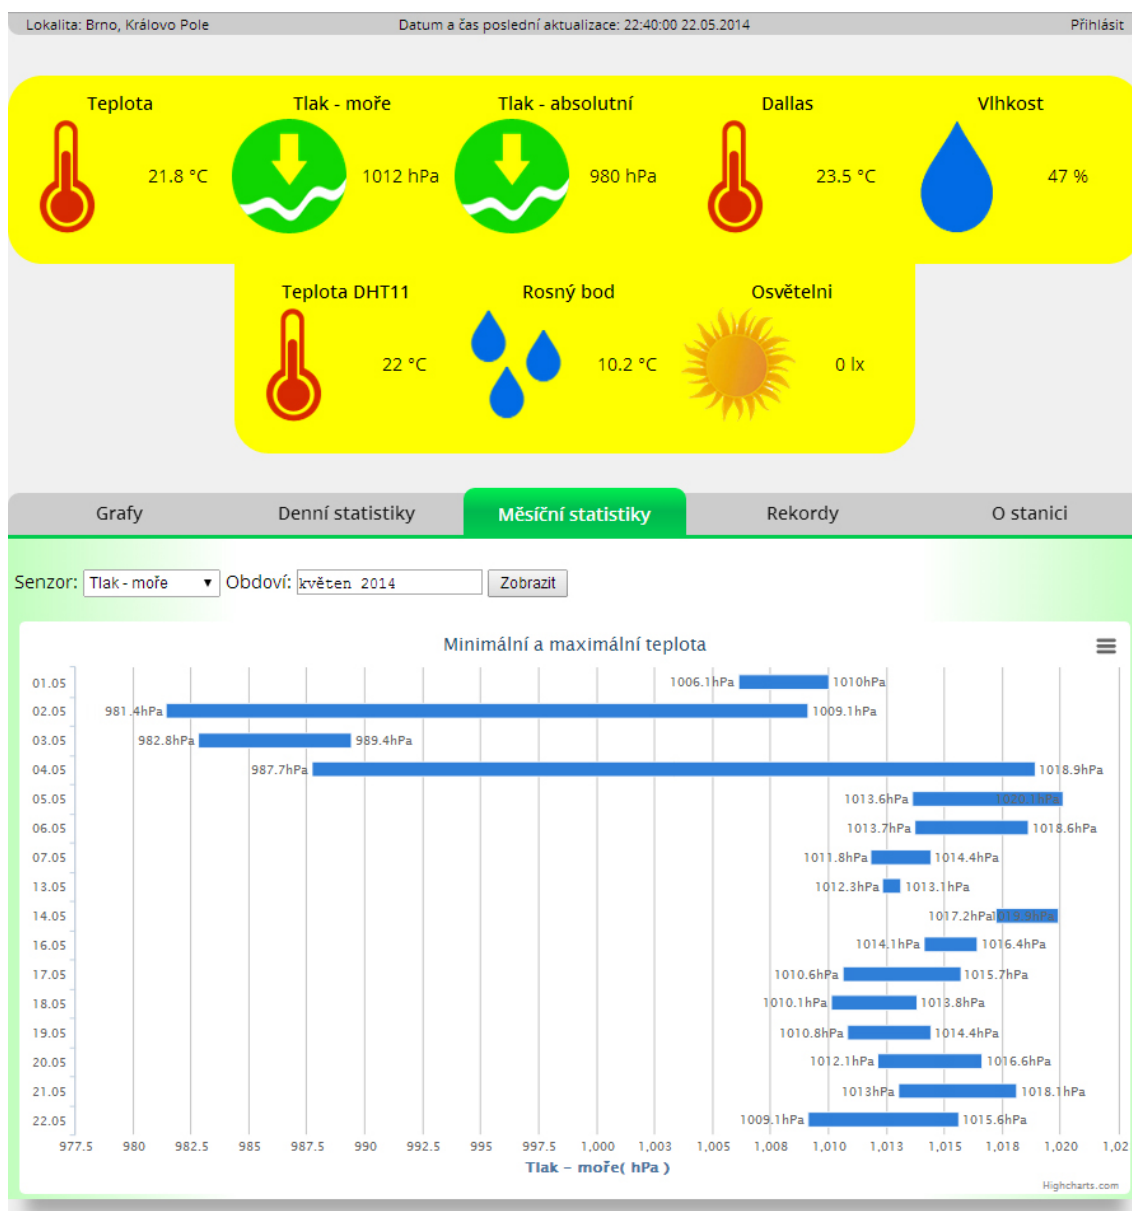 Lokalita: Brno, Královo Pole Datum a čas poslední aktualizace: 22:40:00 22.05.2014 Přihlásit
Teplota Tlak - moře Tlak - absolutní Dallas Vlhkost
21.8 °C 1012 hPa 980 hPa 23.5 °C 47 %
Teplota DHT11 Rosný bod Osvětelni
22 °C 10.2 °C 0 lx
Grafy Denní statistiky Měsíční statistiky Rekordy O stanici
Senzor: Tlak - moře Obdoví: květen 2014 Zobrazit
Minimální a maximální teplota
01.05 1006.1hPa 1010hPa
02.05 981.4hPa 1009.1hPa
03.05 982.8hPa 989.4hPa
04.05 987.7hPa 1018.9hPa
05.05 1013.6hPa 1020.1hPa
06.05 1013.7hPa 1018.6hPa
07.05 1011.8hPa 1014.4hPa
13.05 1012.3hPa 1013.1hPa
14.05 1017.2hPa 1019.9hPa
16.05 1014.1hPa 1016.4hPa
17.05 1010.6hPa 1015.7hPa
18.05 1010.1hPa 1013.8hPa
19.05 1010.8hPa 1014.4hPa
20.05 1012.1hPa 1016.6hPa
21.05 1013hPa 1018.1hPa
22.05 1009.1hPa 1015.6hPa
977.5 980 982.5 985 987.5 990 992.5 995 997.5 1,000 1,003 1,005 1,008 1,010 1,013 1,015 1,018 1,020 1,02
Tlak - moře( hPa )
Highcharts.com